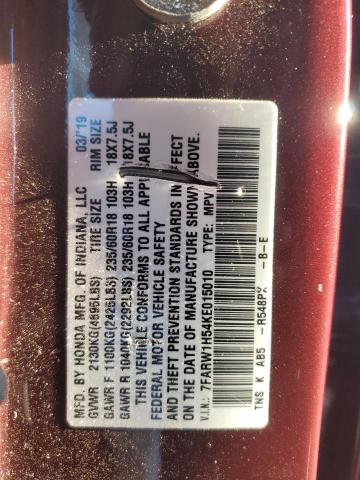 MFD. BY HONDA MFG. OF INDIANA, LLC 03/'19
GVWR 2130KG(4695LBS) TIRE SIZE RIM SIZE
GAWR F 1100KG(2425LBS) 235/60R18 103H 18X7.5J
GAWR R 1040KG(2292LBS) 235/60R18 103H 18X7.5J
THIS VEHICLE CONFORMS TO ALL APPLICABLE
FEDERAL MOTOR VEHICLE SAFETY
AND THEFT PREVENTION STANDARDS IN EFFECT
ON THE DATE OF MANUFACTURE SHOWN ABOVE.
V.I.N.: 7FARW1H54KE015010 TYPE: MPV
TNS K AB5 -R548PX -B-E